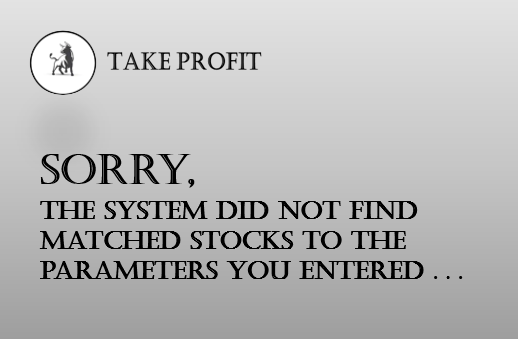 TAKE PROFIT
SORRY,
THE SYSTEM DID NOT FIND
MATCHED STOCKS TO THE
PARAMETERS YOU ENTERED . . .